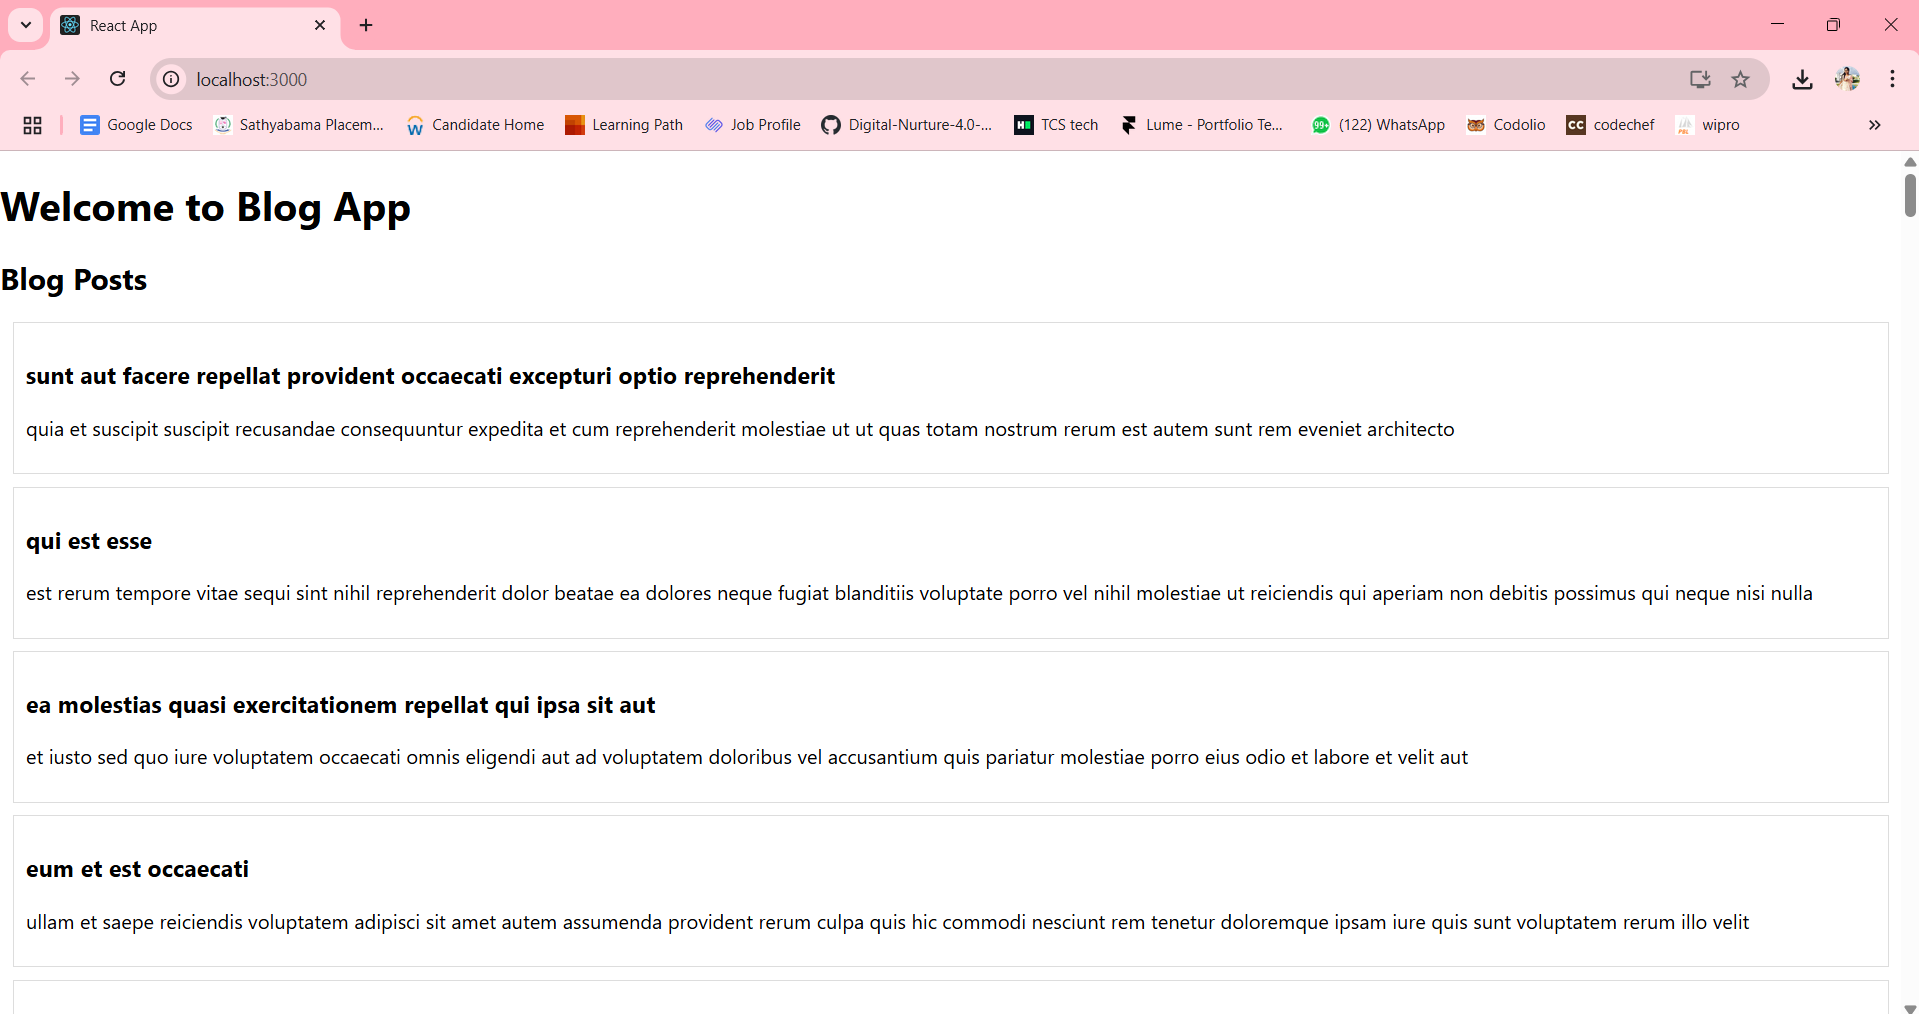 React App
localhost:3000
Google Docs
Sathyabama Placem...
Candidate Home
Learning Path
Job Profile
Digital-Nurture-4.0-...
TCS tech
Lume - Portfolio Te...
99+
(122) WhatsApp
Codolio
CC
codechef
wipro
Welcome to Blog App
Blog Posts
sunt aut facere repellat provident occaecati excepturi optio reprehenderit
quia et suscipit suscipit recusandae consequuntur expedita et cum reprehenderit molestiae ut ut quas totam nostrum rerum est autem sunt rem eveniet architecto
qui est esse
est rerum tempore vitae sequi sint nihil reprehenderit dolor beatae ea dolores neque fugiat blanditiis voluptate porro vel nihil molestiae ut reiciendis qui aperiam non debitis possimus qui neque nisi nulla
ea molestias quasi exercitationem repellat qui ipsa sit aut
et iusto sed quo iure voluptatem occaecati omnis eligendi aut ad voluptatem doloribus vel accusantium quis pariatur molestiae porro eius odio et labore et velit aut
eum et est occaecati
ullam et saepe reiciendis voluptatem adipisci sit amet autem assumenda provident rerum culpa quis hic commodi nesciunt rem tenetur doloremque ipsam iure quis sunt voluptatem rerum illo velit